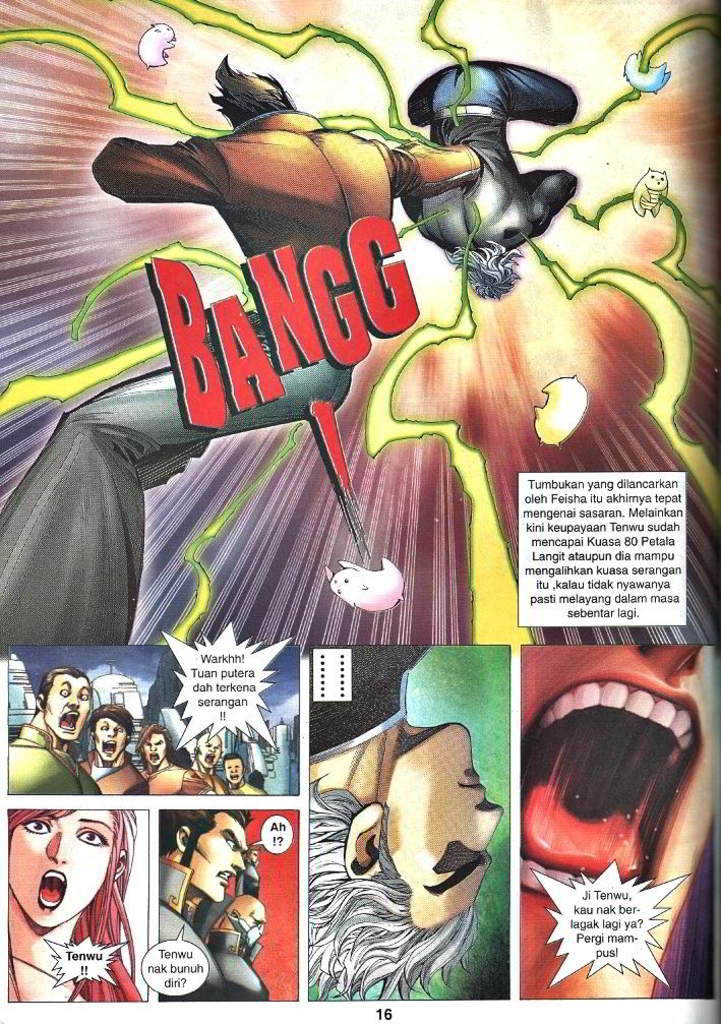 BANGG
!
Tumbukan yang dilancarkan
oleh Feisha itu akhirnya tepat
mengenai sasaran. Melainkan
kini keupayaan Tenwu sudah
mencapai Kuasa 80 Petala
Langit ataupun dia mampu
mengalihkan kuasa serangan
itu ,kalau tidak nyawanya
pasti melayang dalam masa
sebentar lagi.
Warkhh!
Tuan putera
dah terkena
serangan
!!
Tenwu
!!
Ah
!?
Tenwu
nak bunuh
diri?
Ji Tenwu,
kau nak ber-
lagak lagi ya?
Pergi mam-
pus!
16